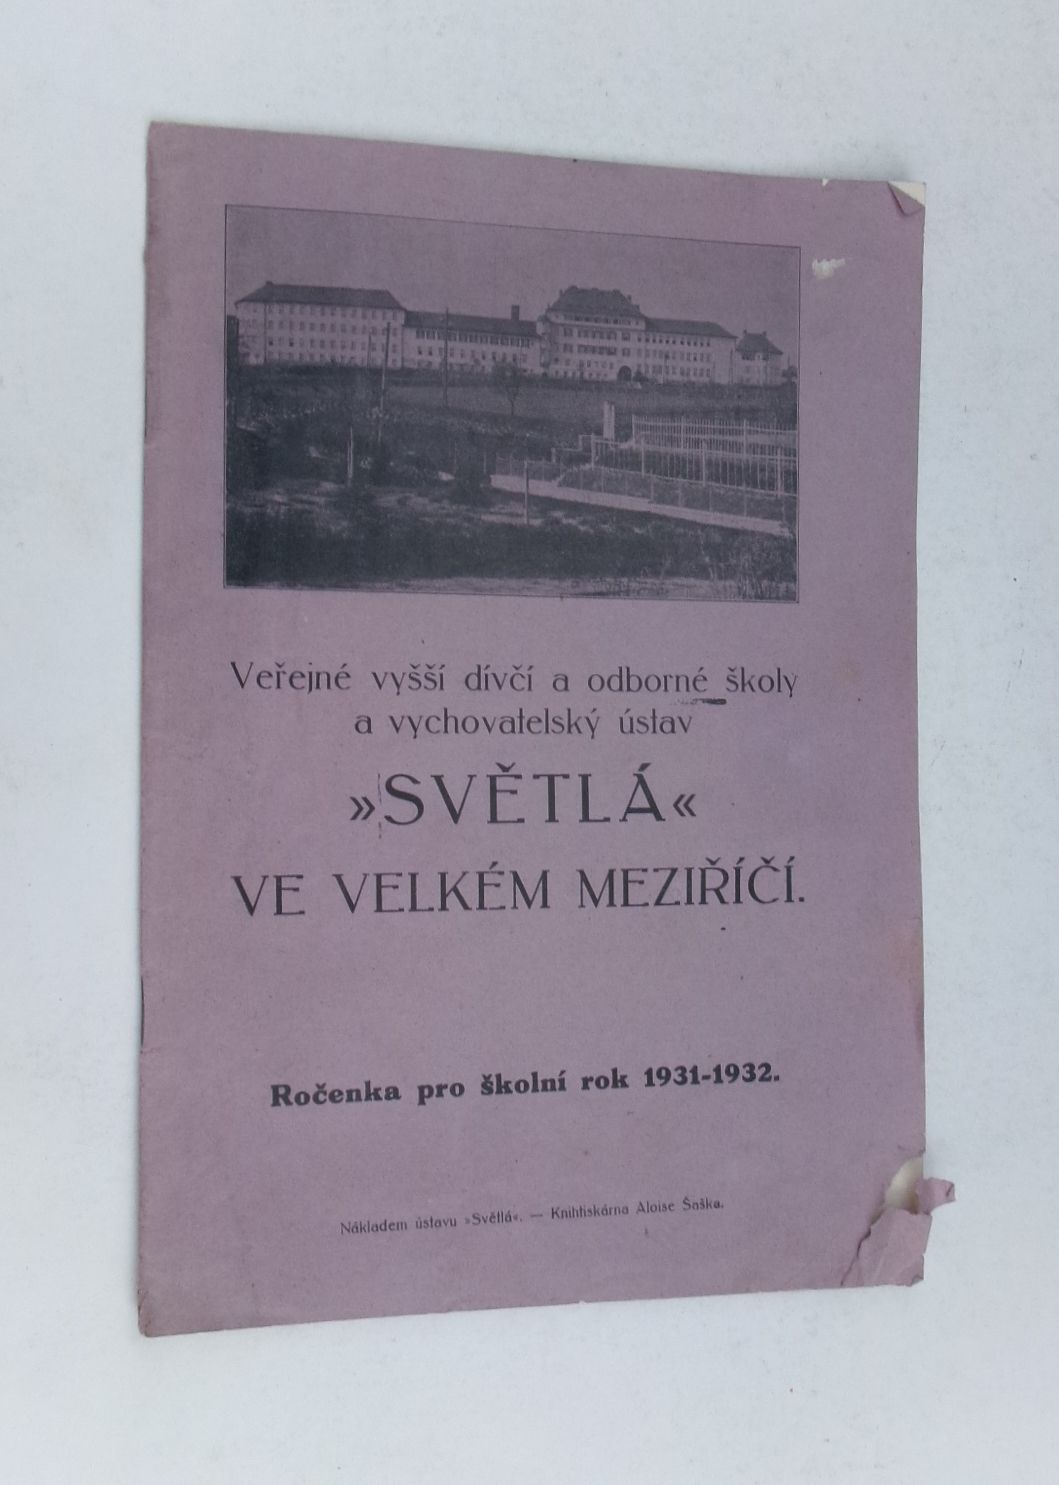 Veřejné vyšší dívčí a odborné školy
a vychovatelský ústav
»SVĚTLÁ«
VE VELKÉM MEZIŘÍČÍ.
Ročenka pro školní rok 1931-1932.
Nákladem ústavu »Světlá«. — Knihtiskárna Aloise Šaška.